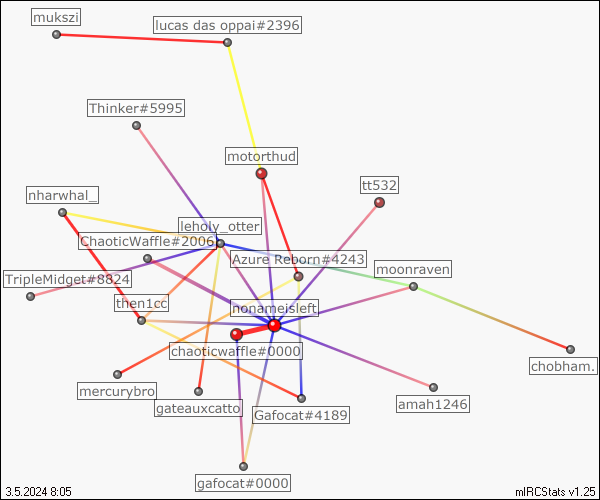 mukszi
lucas das oppai#2396
Thinker#5995
motorthud
tt532
nharwhal_
leholy_otter
ChaoticWaffle#2006
Azure Reborn#4243
moonraven
TripleMidget#8824
then1cc
nonameisleft
chaoticwaffle#0000
chobham.
mercurybro
gateauxcatto
Gafocat#4189
amah1246
gafocat#0000
3.5.2024 8:05
mIRCStats v1.25